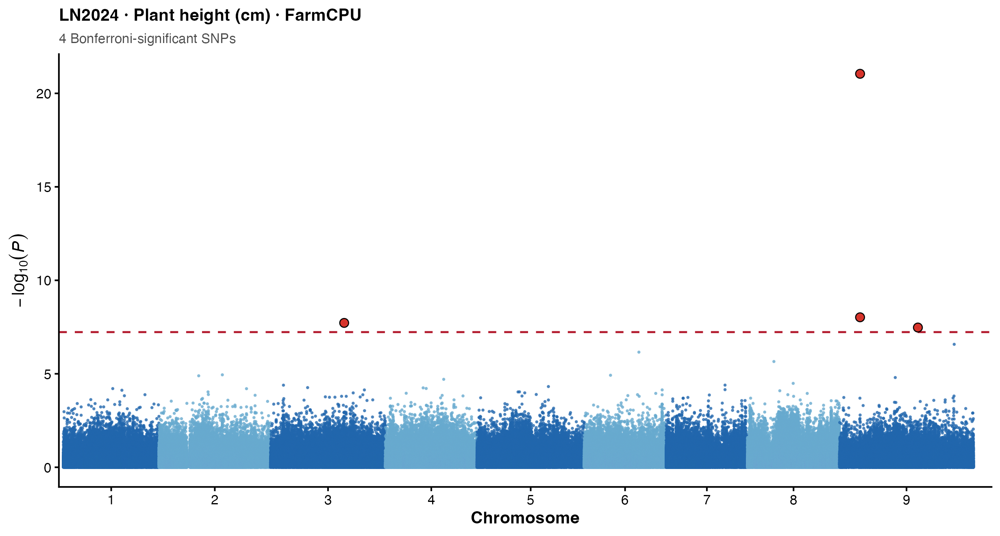 LN2024 · Plant height (cm) · FarmCPU
4 Bonferroni-significant SNPs
−log10(P)
20
15
10
5
0
1 2 3 4 5 6 7 8 9
Chromosome